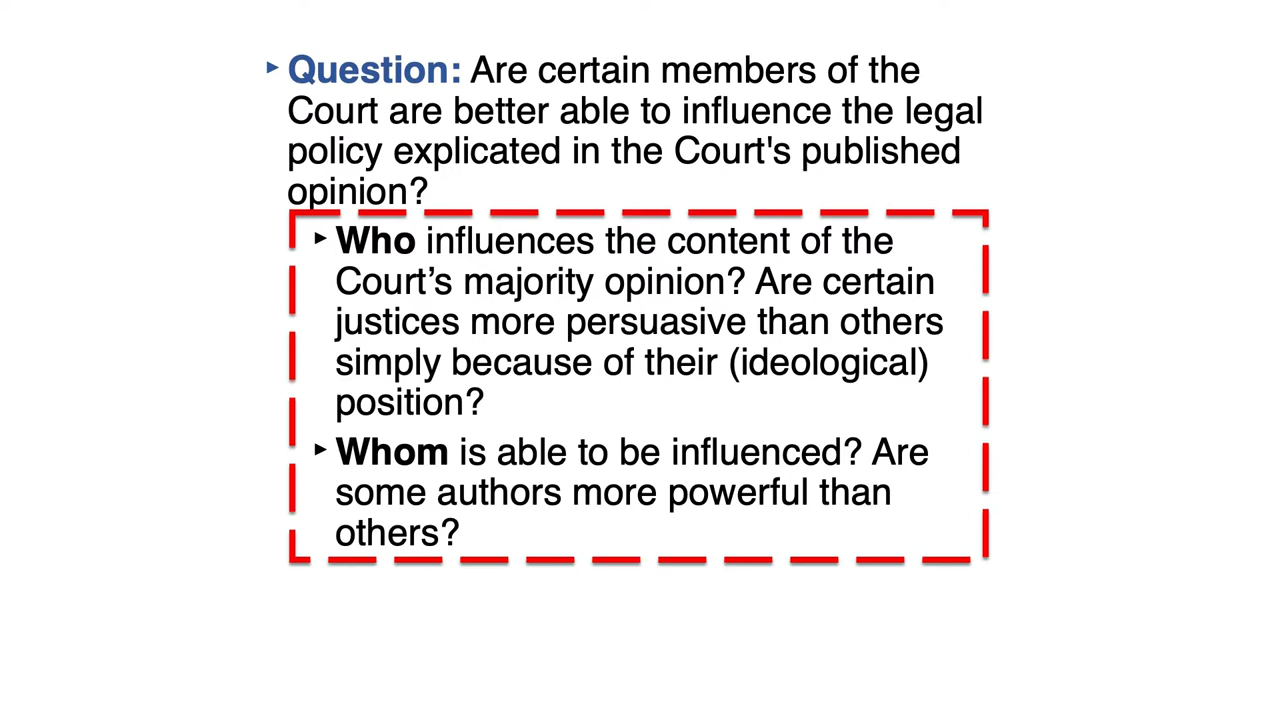 ‣ Question: Are certain members of the
Court are better able to influence the legal
policy explicated in the Court's published
opinion?
‣ Who influences the content of the
Court’s majority opinion? Are certain
justices more persuasive than others
simply because of their (ideological)
position?
‣ Whom is able to be influenced? Are
some authors more powerful than
others?